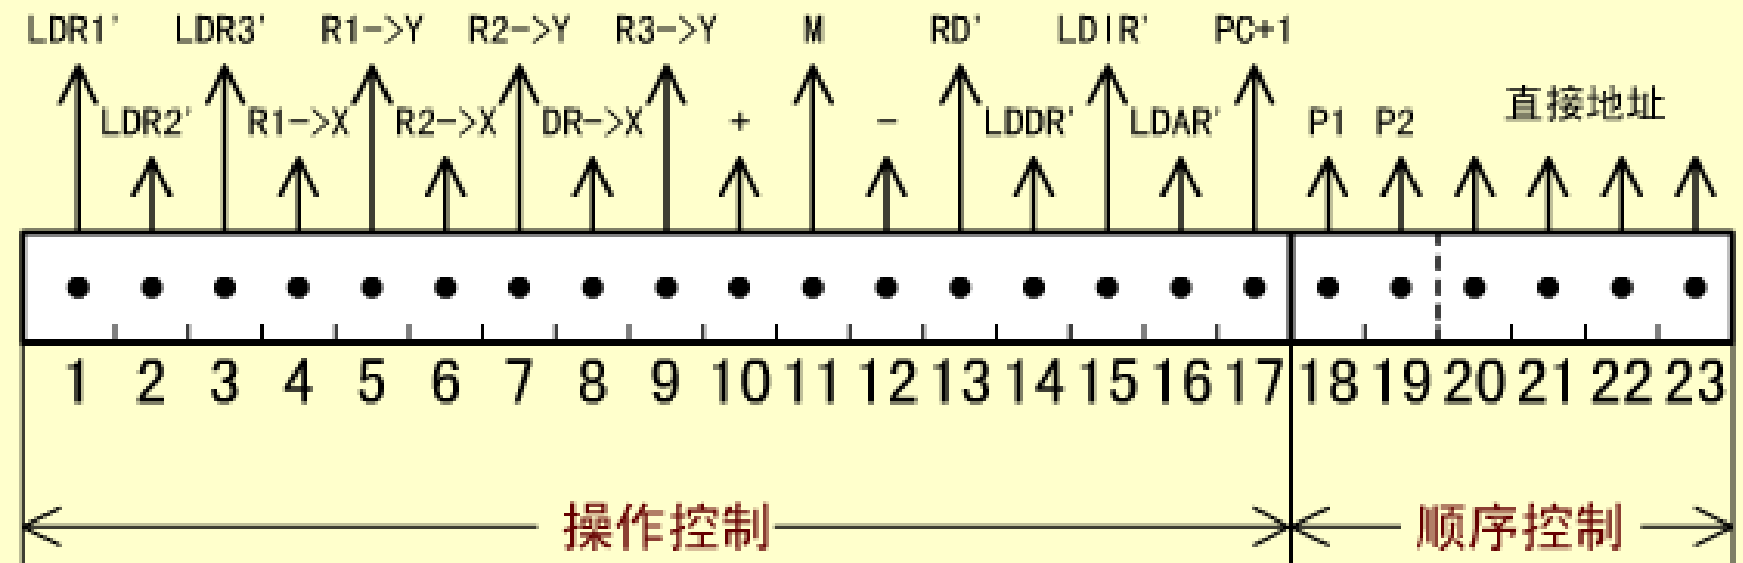 LDR1' LDR3' R1->Y R2->Y R3->Y M RD' LDIR' PC+1
LDR2' R1->X R2->X DR->X + - LDDR' LDAR' P1 P2 直接地址
1 2 3 4 5 6 7 8 9 10 11 12 13 14 15 16 17 18 19 20 21 22 23
操作控制 顺序控制